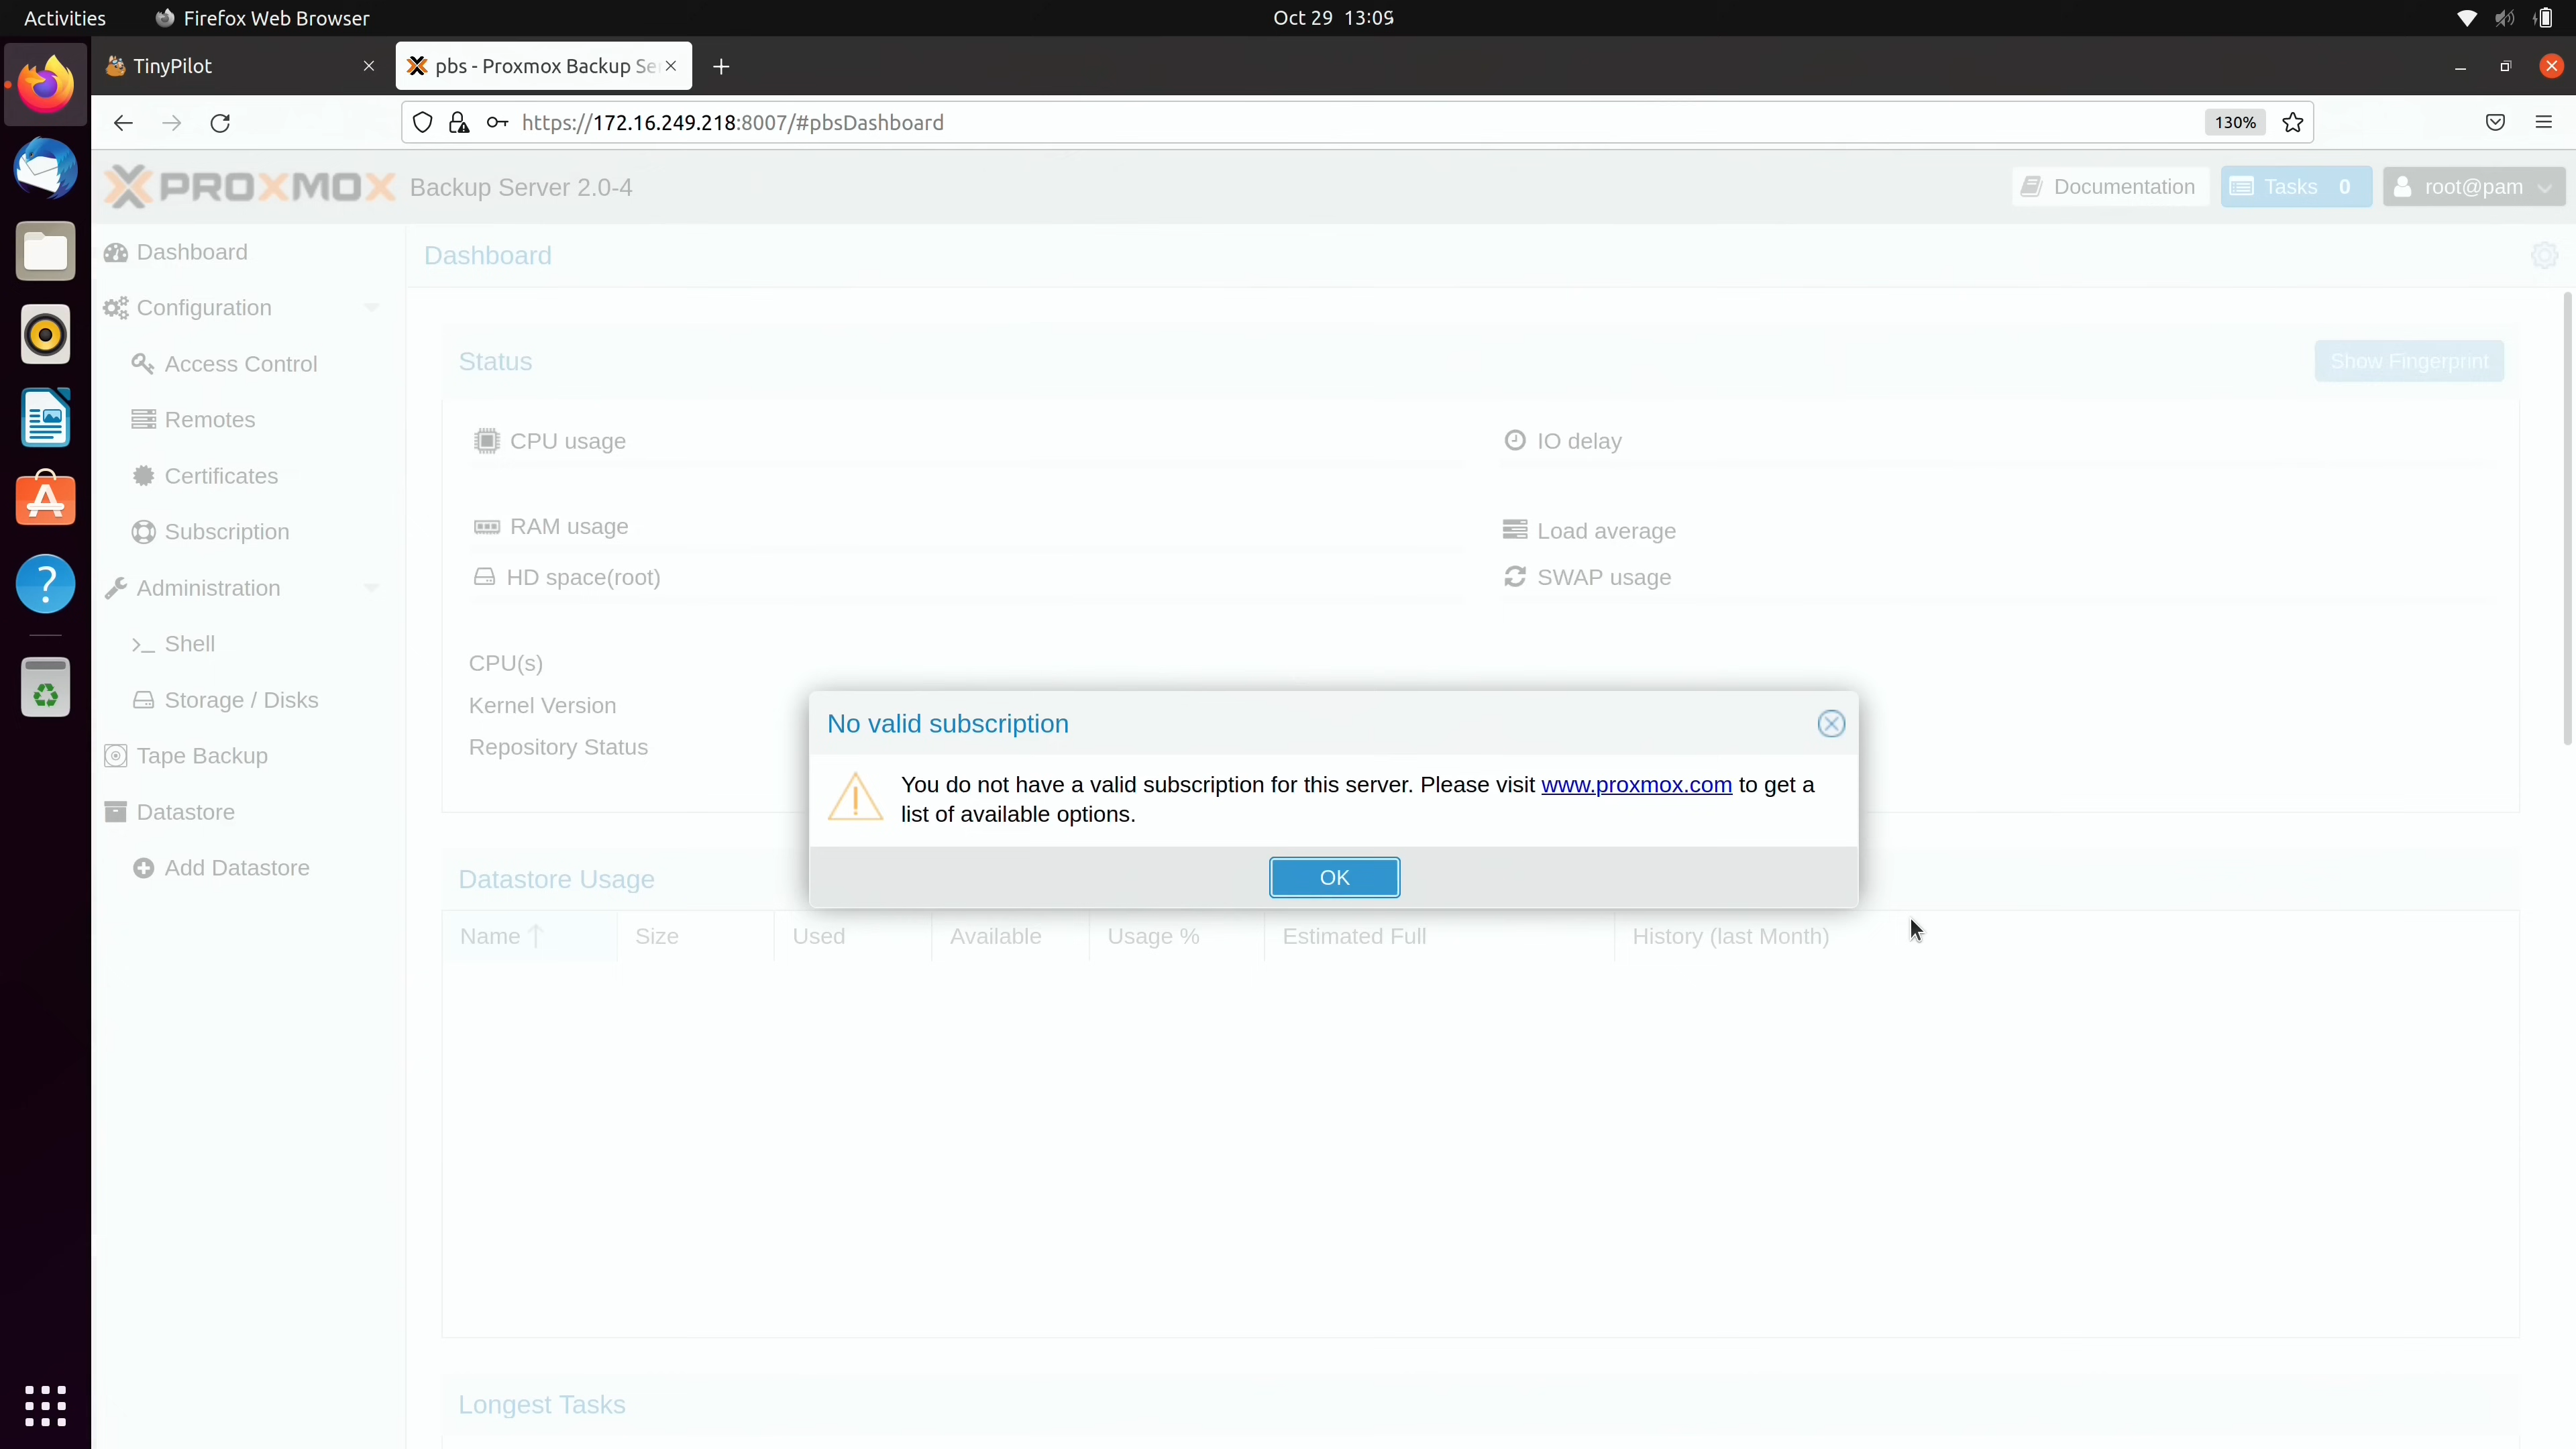 Activities
Firefox Web Browser
Oct 29 13:09
TinyPilot
pbs - Proxmox Backup Se
https://172.16.249.218:8007/#pbsDashboard
130%
PROXMOX
Backup Server 2.0-4
Documentation
Tasks 0
root@pam
Dashboard
Configuration
Access Control
Remotes
Certificates
Subscription
Administration
Shell
Storage / Disks
Tape Backup
Datastore
Add Datastore
Dashboard
Status
Show Fingerprint
CPU usage
IO delay
RAM usage
Load average
HD space(root)
SWAP usage
CPU(s)
Kernel Version
Repository Status
No valid subscription
You do not have a valid subscription for this server. Please visit www.proxmox.com to get a
list of available options.
OK
Datastore Usage
Name Size Used Available Usage % Estimated Full History (last Month)
Longest Tasks